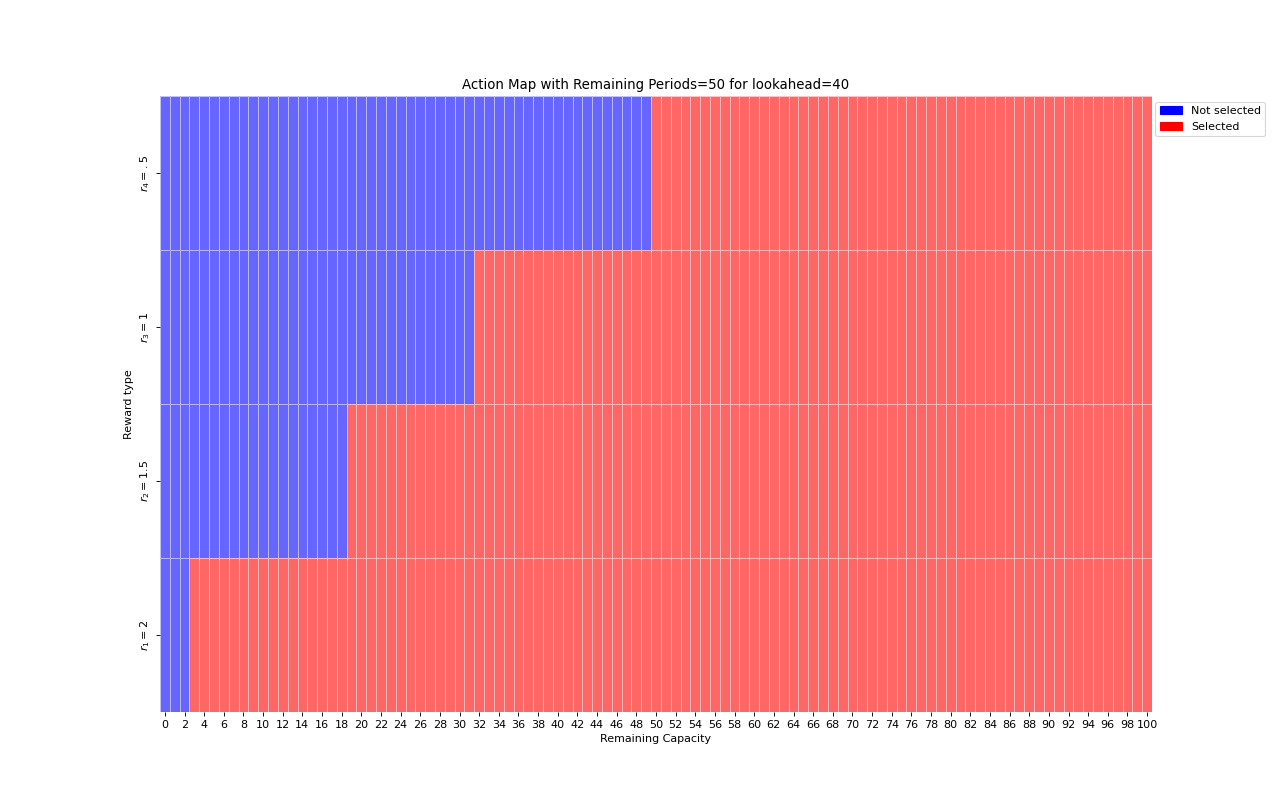 Action Map with Remaining Periods=50 for lookahead=40
Not selected
Selected
r₄ = .5
r₃ = 1
r₂ = 1.5
r₁ = 2
Reward type
0 2 4 6 8 10 12 14 16 18 20 22 24 26 28 30 32 34 36 38 40 42 44 46 48 50 52 54 56 58 60 62 64 66 68 70 72 74 76 78 80 82 84 86 88 90 92 94 96 98 100
Remaining Capacity